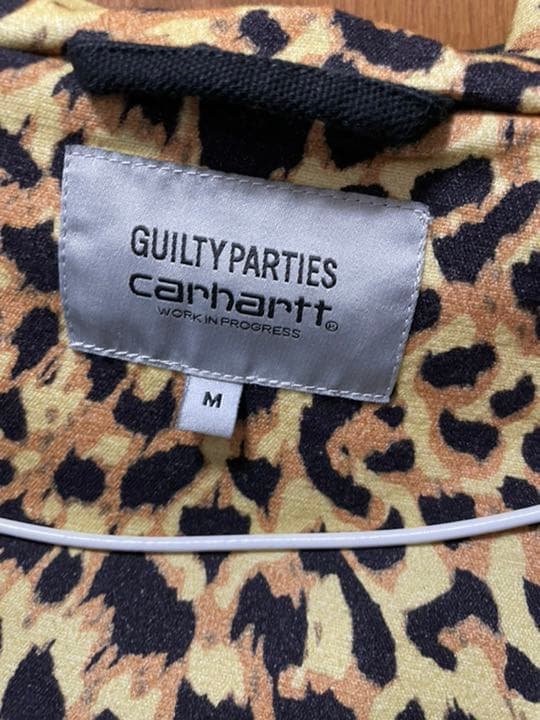 GUILTY PARTIES
carhartt®
WORK IN PROGRESS
M